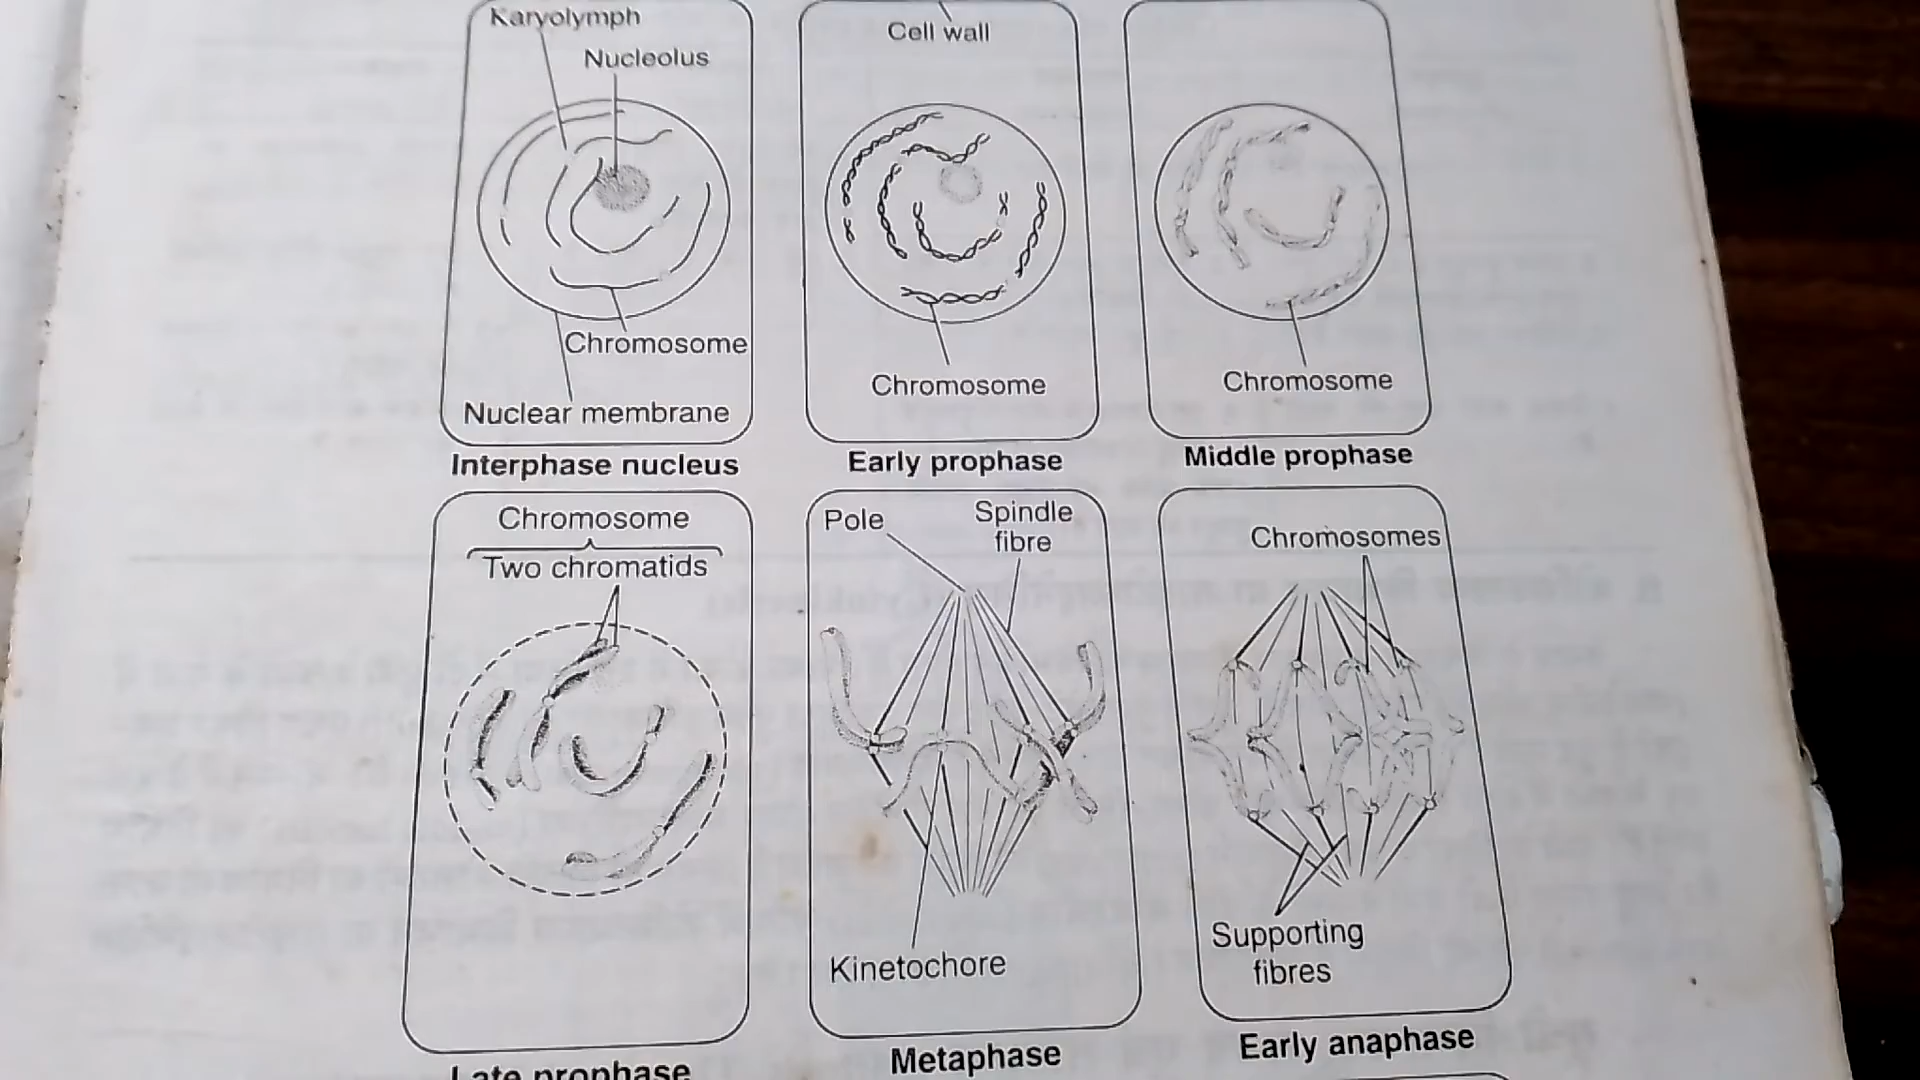 Karyolymph
Nucleolus
Chromosome
Nuclear membrane
Interphase nucleus
Cell wall
Chromosome
Early prophase
Chromosome
Middle prophase
Chromosome
Two chromatids
Late prophase
Pole
Spindle
fibre
Kinetochore
Metaphase
Chromosomes
Supporting
fibres
Early anaphase